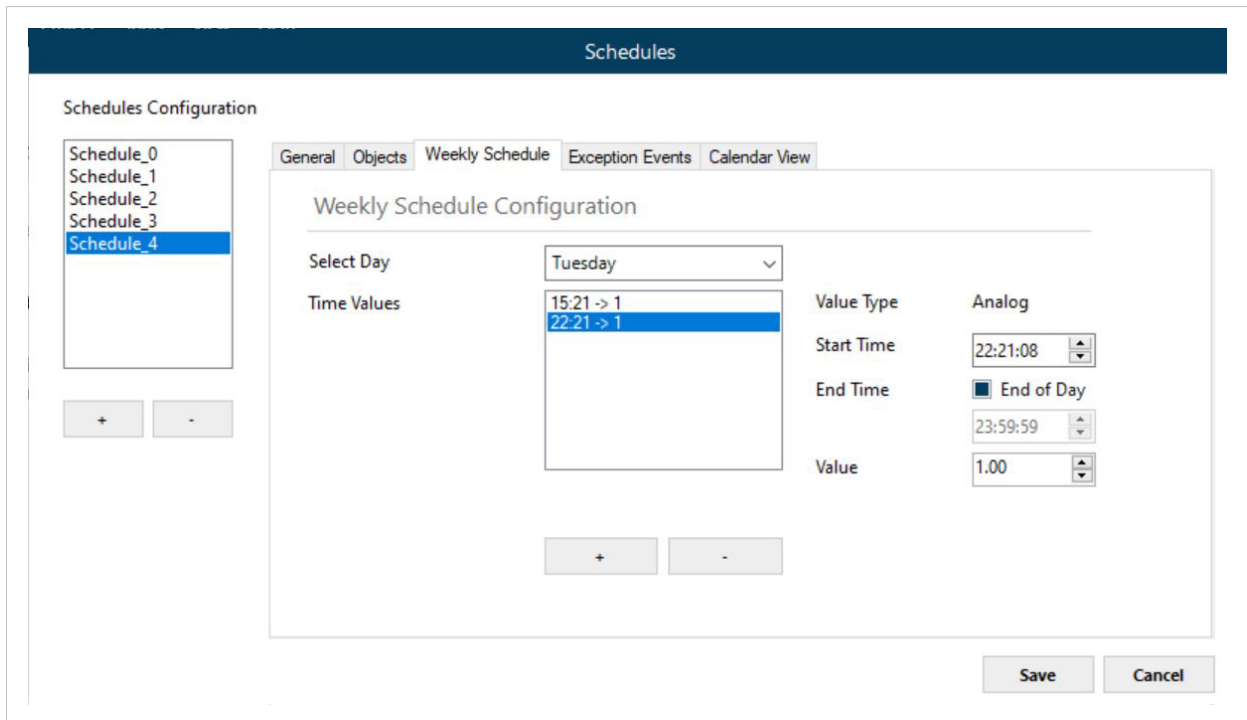 Schedules
Schedules Configuration
Schedule_0
Schedule_1
Schedule_2
Schedule_3
Schedule_4
+ -
General Objects Weekly Schedule Exception Events Calendar View
Weekly Schedule Configuration
Select Day Tuesday
Time Values
15:21 -> 1
22:21 -> 1
+ -
Value Type Analog
Start Time 22:21:08
End Time End of Day
23:59:59
Value 1.00
Save Cancel